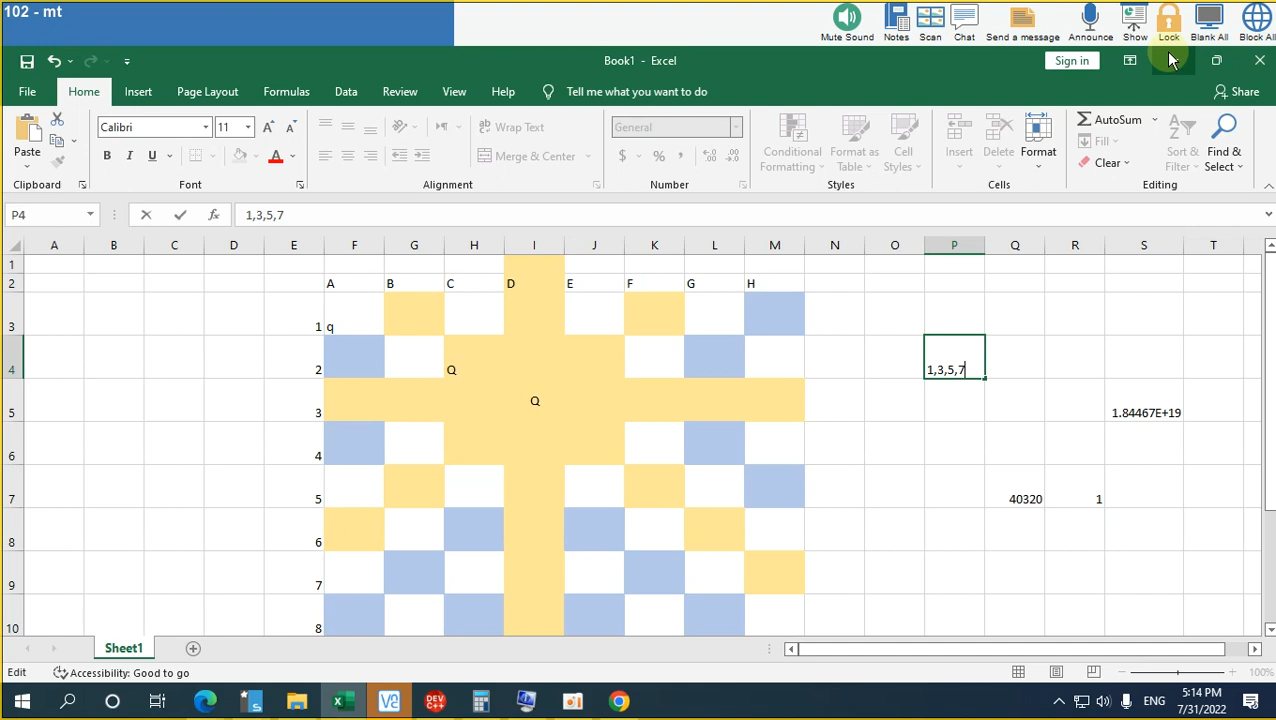 102 - mt
Mute Sound Notes Scan Chat Send a message Announce Show Lock Blank All Block All
Book1 - Excel
Sign in
File Home Insert Page Layout Formulas Data Review View Help Tell me what you want to do Share
Paste
Calibri 11
B I U A
Wrap Text
Merge & Center
General
$ % ,
Conditional Formatting
Format as Table
Cell Styles
Insert Delete Format
AutoSum
Fill
Clear
Sort & Filter
Find & Select
Clipboard Font Alignment Number Styles Cells Editing
P4 fx 1,3,5,7
A B C D E F G H I J K L M N O P Q R S T
1
2 A B C D E F G H
3 1 q
4 2 Q 1,3,5,7
Q
5 3 1.84467E+19
6 4
7 5 40320 1
8 6
9 7
10 8
Sheet1
Edit Accessibility: Good to go 100%
VE DEV C++
ENG
5:14 PM
7/31/2022